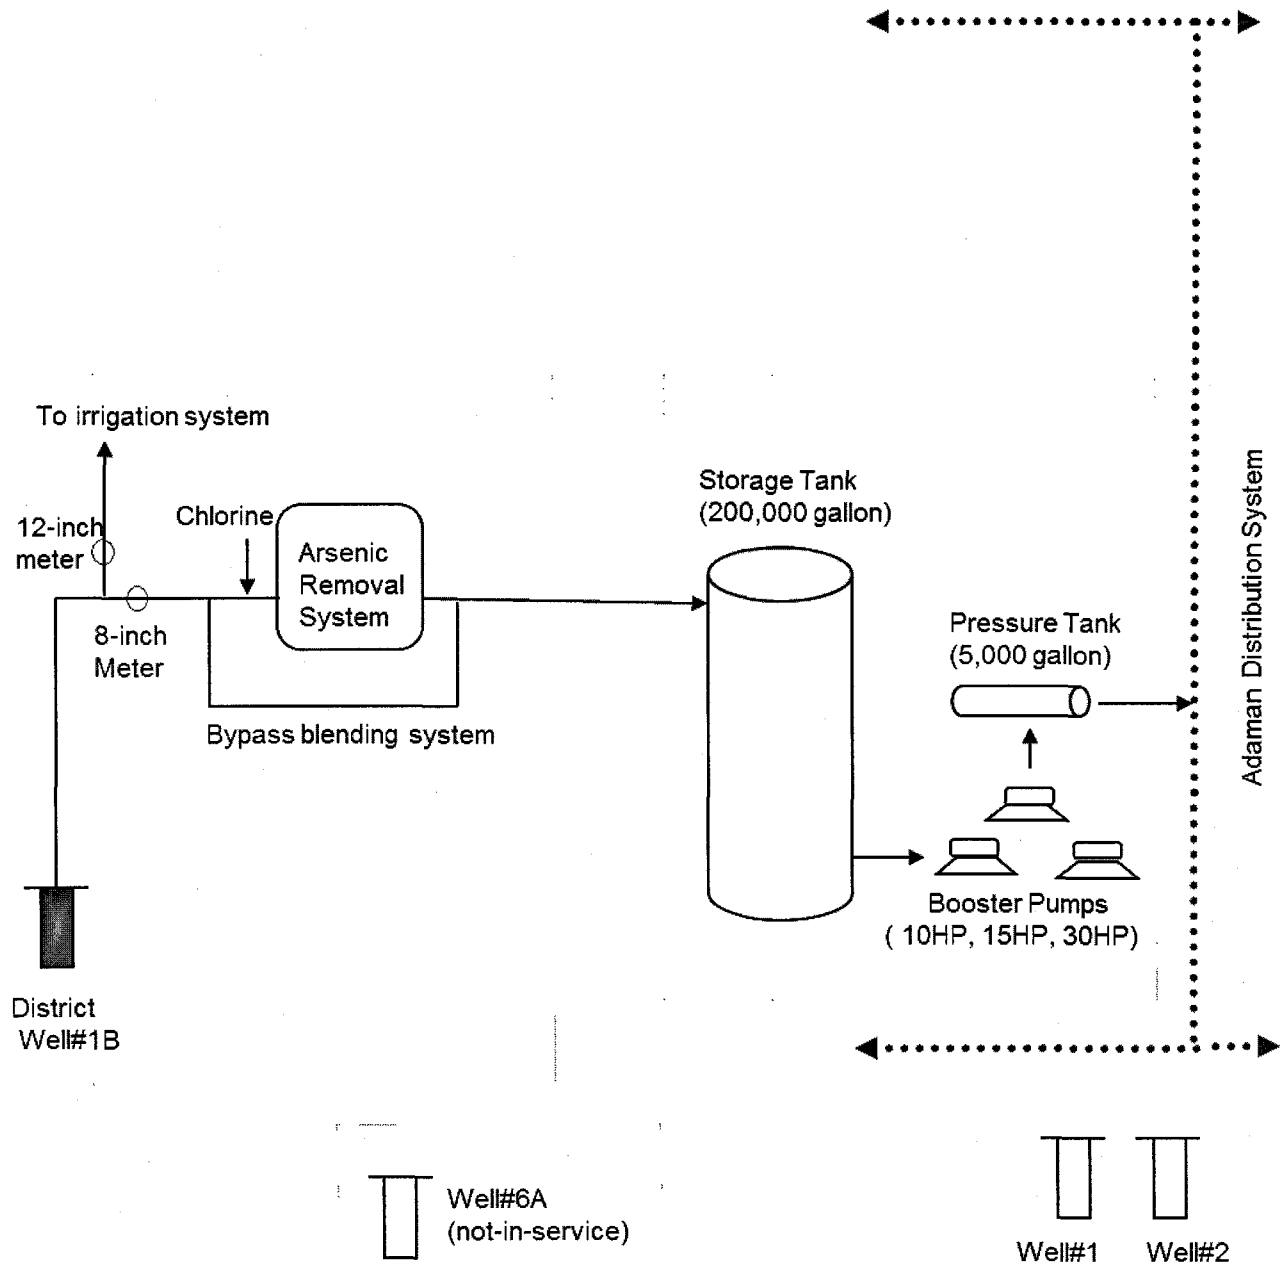 To irrigation system
12-inch
meter
Chlorine
Arsenic
Removal
System
8-inch
Meter
Bypass blending system
District
Well#1B
Storage Tank
(200,000 gallon)
Pressure Tank
(5,000 gallon)
Booster Pumps
( 10HP, 15HP, 30HP)
Adaman Distribution System
Well#6A
(not-in-service)
Well#1
Well#2